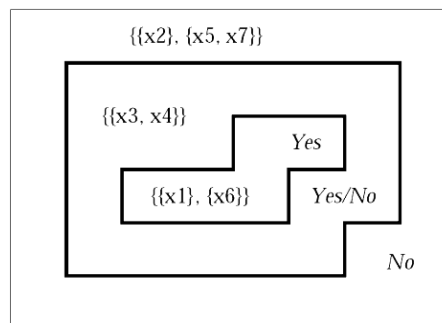 {{x2}, {x5, x7}}
{{x3, x4}}
Yes
{{x1}, {x6}}
Yes/No
No